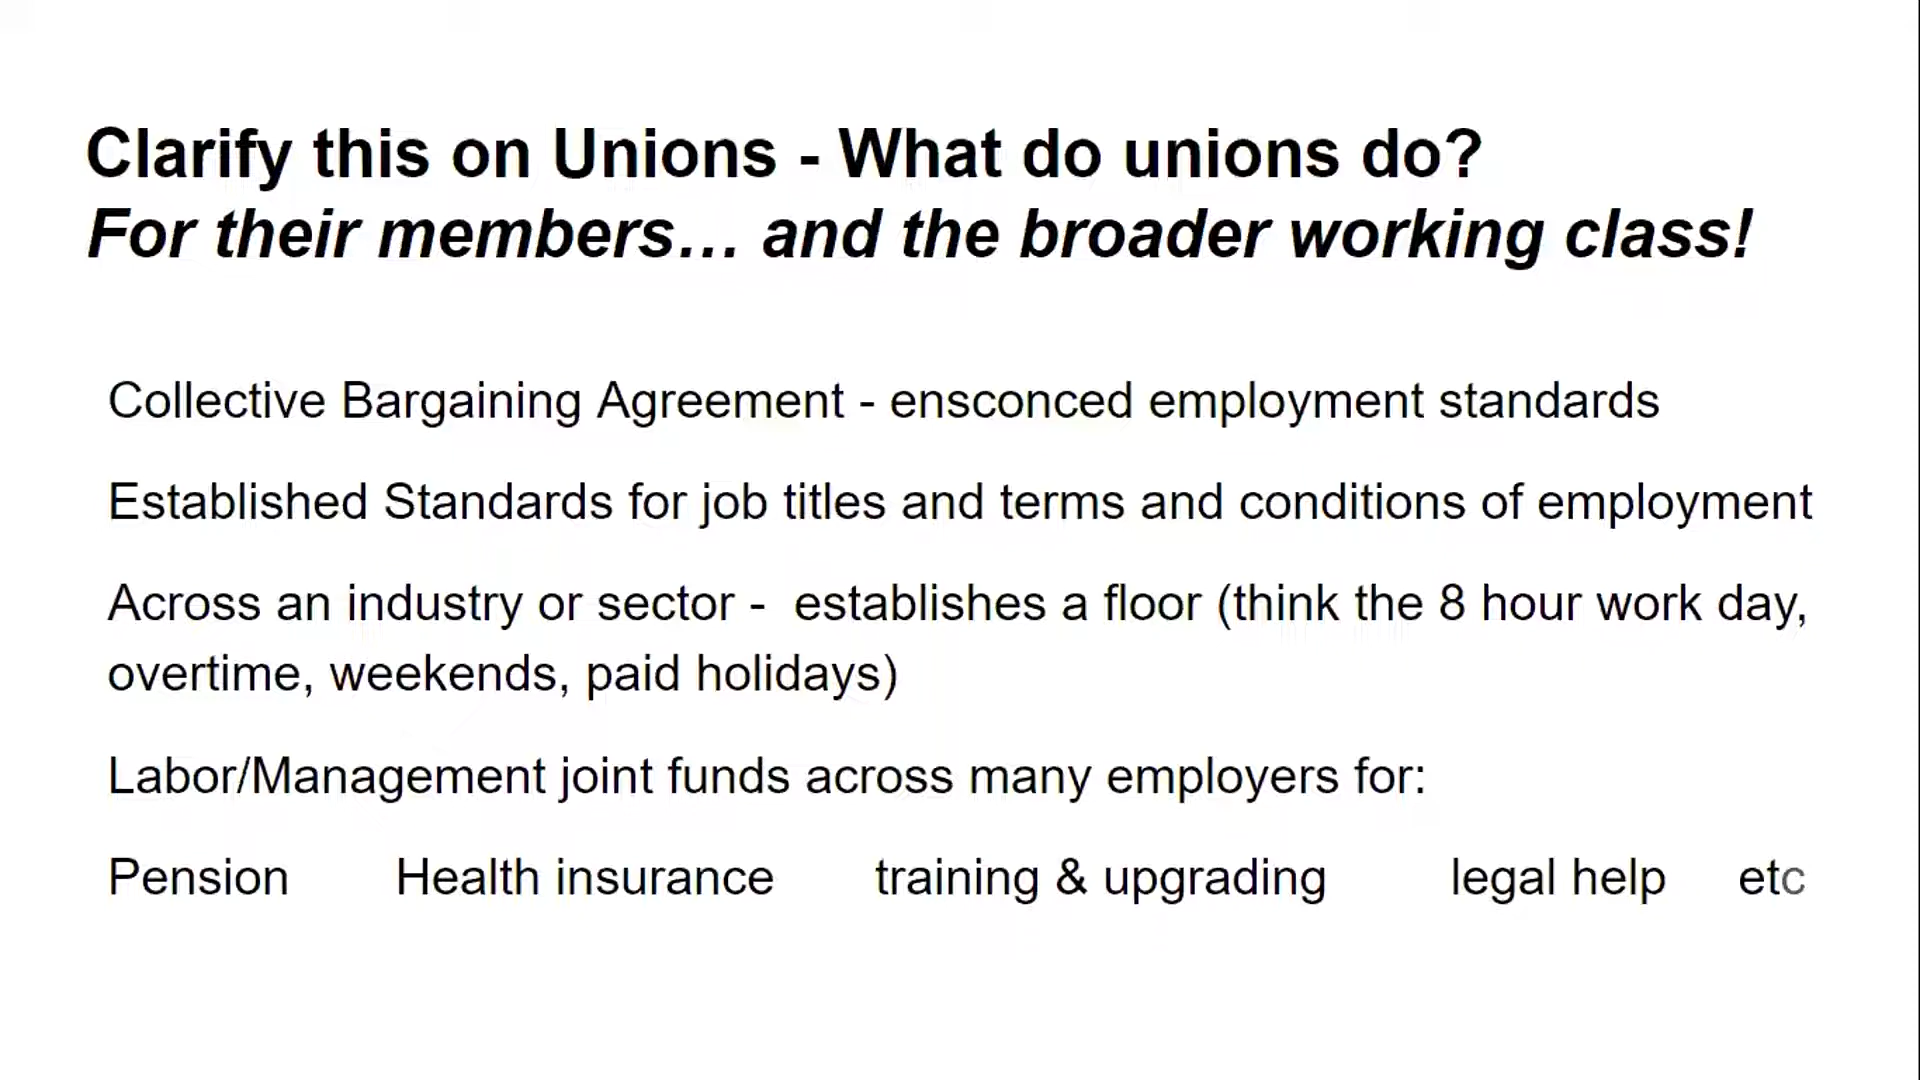 Clarify this on Unions - What do unions do?
For their members… and the broader working class!
Collective Bargaining Agreement - ensconced employment standards
Established Standards for job titles and terms and conditions of employment
Across an industry or sector -  establishes a floor (think the 8 hour work day,
overtime, weekends, paid holidays)
Labor/Management joint funds across many employers for:
Pension Health insurance training & upgrading legal help etc